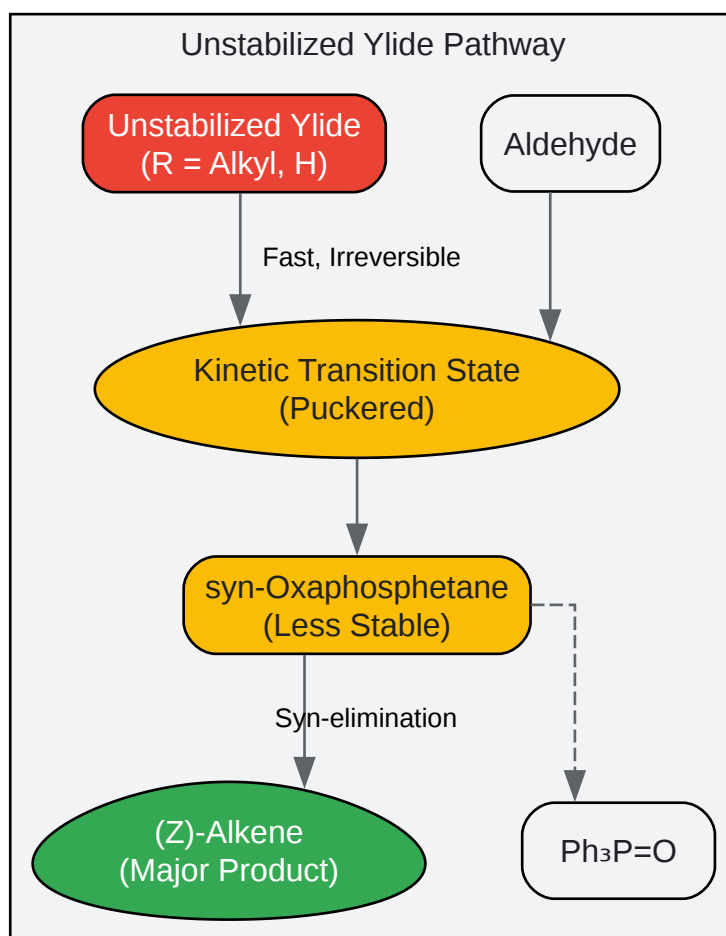 Unstabilized Ylide Pathway
Unstabilized Ylide
(R = Alkyl, H)
Aldehyde
Fast, Irreversible
Kinetic Transition State
(Puckered)
syn-Oxaphosphetane
(Less Stable)
Syn-elimination
(Z)-Alkene
(Major Product)
Ph₃P=O